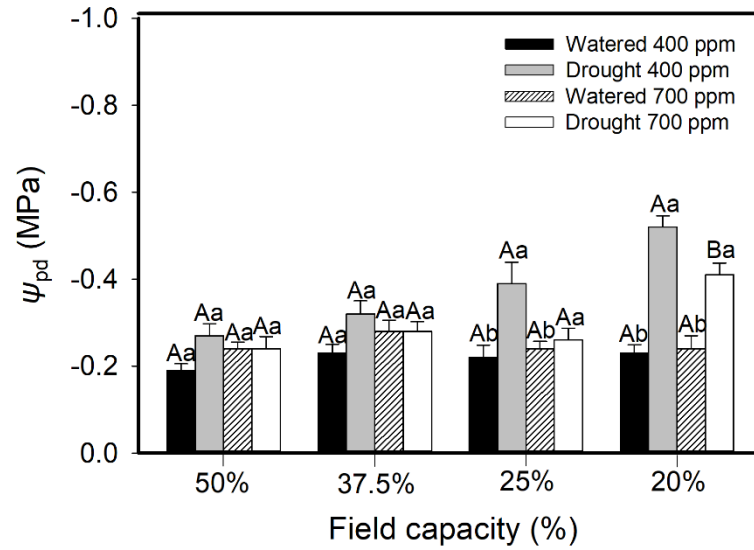 -1.0
-0.8
-0.6
-0.4
-0.2
0.0
Ψpd (MPa)
Watered 400 ppm
Drought 400 ppm
Watered 700 ppm
Drought 700 ppm
Aa Aa Aa Aa
Aa Aa Aa Aa
Ab Aa Ab Aa
Ab Aa Ab Ba
50% 37.5% 25% 20%
Field capacity (%)